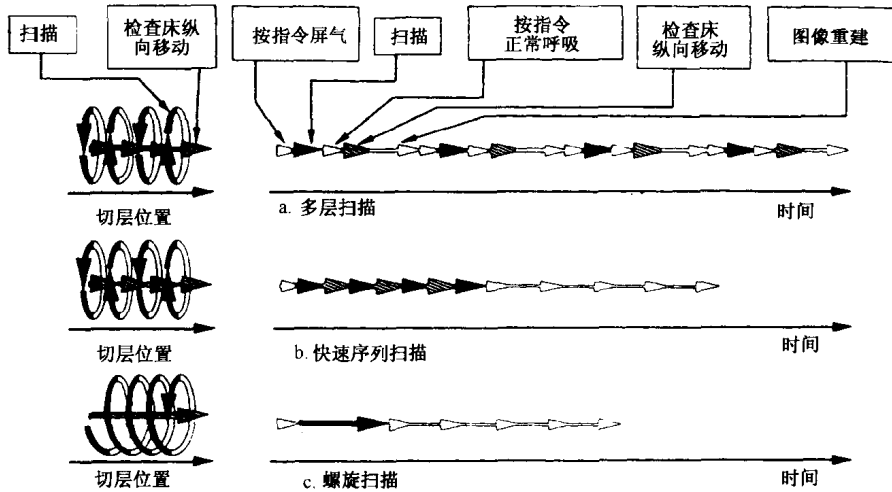 扫描
检查床纵
向移动
按指令屏气
扫描
按指令
正常呼吸
检查床
纵向移动
图像重建
切层位置
a. 多层扫描
时间
切层位置
b. 快速序列扫描
时间
切层位置
c. 螺旋扫描
时间